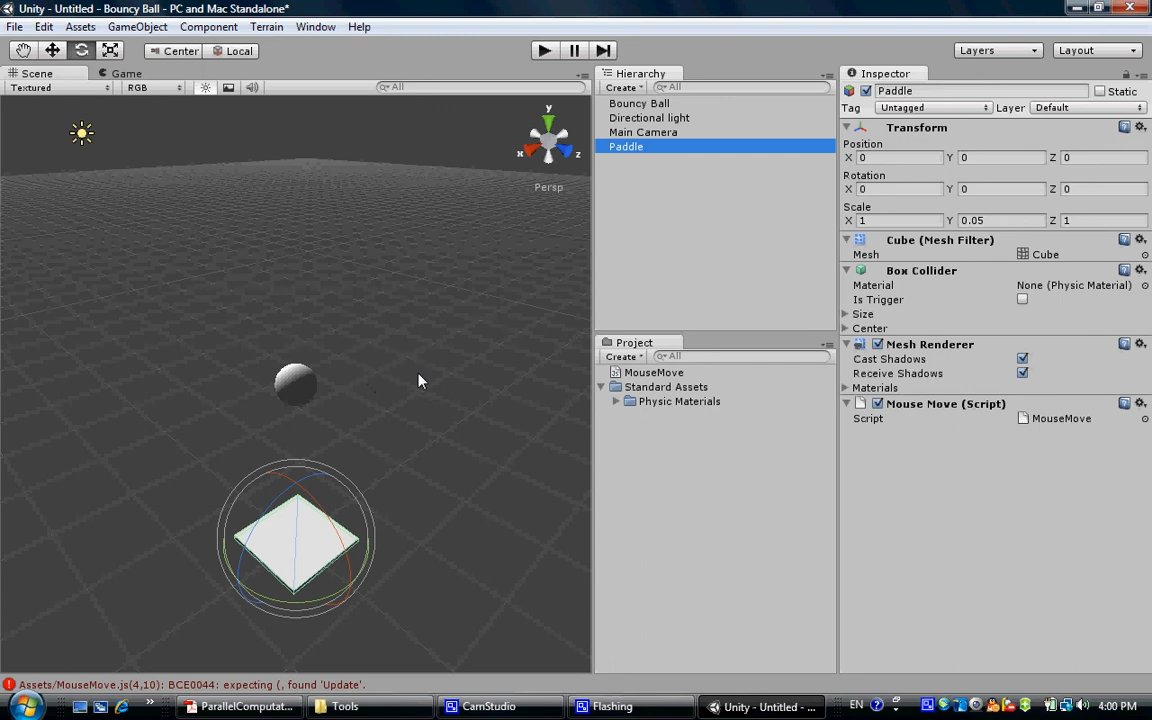 Unity - Untitled - Bouncy Ball - PC and Mac Standalone*
File Edit Assets GameObject Component Terrain Window Help
Center Local Layers Layout
Scene Game
Textured RGB All
y
x z
Persp
Hierarchy
Create All
Bouncy Ball
Directional light
Main Camera
Paddle
Project
Create All
MouseMove
Standard Assets
Physic Materials
Inspector
Paddle Static
Tag Untagged Layer Default
Transform
Position
X 0 Y 0 Z 0
Rotation
X 0 Y 0 Z 0
Scale
X 1 Y 0.05 Z 1
Cube (Mesh Filter)
Mesh Cube
Box Collider
Material None (Physic Material)
Is Trigger
Size
Center
Mesh Renderer
Cast Shadows
Receive Shadows
Materials
Mouse Move (Script)
Script MouseMove
Assets/MouseMove.js(4,10): BCE0044: expecting (, found 'Update'.
ParallelComputat... Tools CamStudio Flashing Unity - Untitled - ... EN 4:00 PM